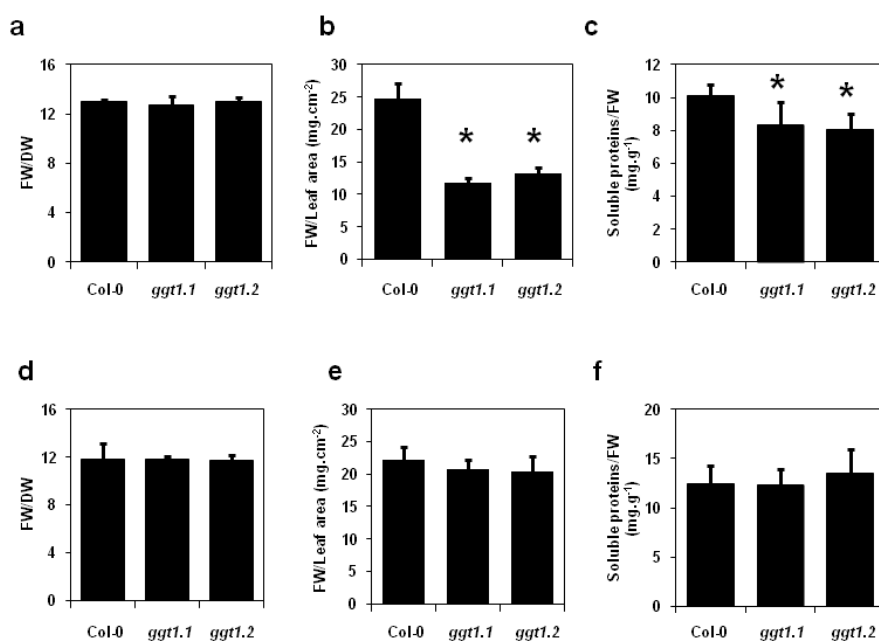 a
16
12
8
4
0
FW/DW
Col-0 ggt1.1 ggt1.2
b
30
25
20
15
10
5
0
FW/Leaf area (mg.cm-2)
* *
Col-0 ggt1.1 ggt1.2
c
12
10
8
6
4
2
0
Soluble proteins/FW
(mg.g-1)
* *
Col-0 ggt1.1 ggt1.2
d
16
12
8
4
0
FW/DW
Col-0 ggt1.1 ggt1.2
e
30
25
20
15
10
5
0
FW/Leaf area (mg.cm-2)
Col-0 ggt1.1 ggt1.2
f
20
15
10
5
0
Soluble proteins/FW
(mg.g-1)
Col-0 ggt1.1 ggt1.2